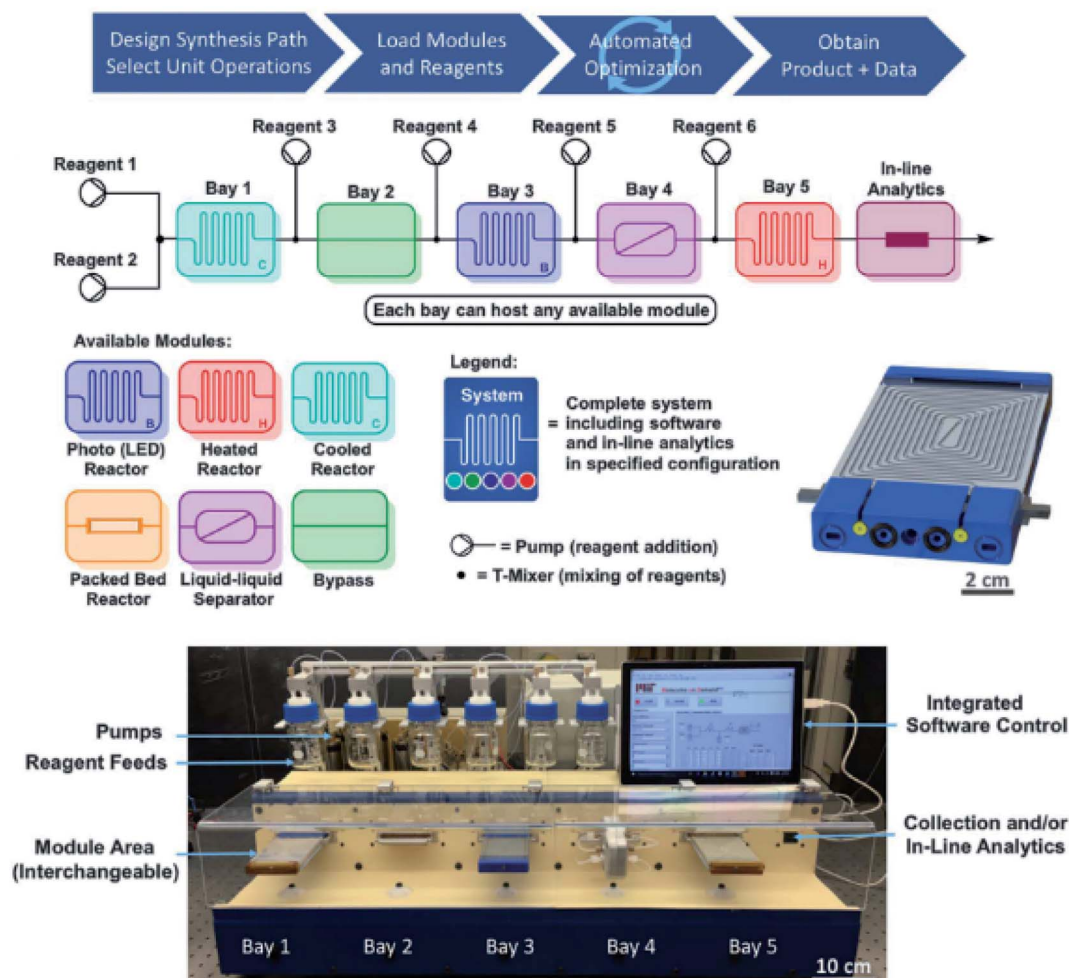 Design Synthesis Path
Select Unit Operations
Load Modules
and Reagents
Automated
Optimization
Obtain
Product + Data
Reagent 3
Reagent 4
Reagent 5
Reagent 6
Reagent 1
Bay 1
Bay 2
Bay 3
Bay 4
Bay 5
In-line
Analytics
C
B
H
Reagent 2
Each bay can host any available module
Available Modules:
B
H
C
Photo (LED)
Reactor
Heated
Reactor
Cooled
Reactor
Packed Bed
Reactor
Liquid-liquid
Separator
Bypass
Legend:
System
= Complete system
including software
and in-line analytics
in specified configuration
= Pump (reagent addition)
= T-Mixer (mixing of reagents)
2 cm
Pumps
Reagent Feeds
Module Area
(Interchangeable)
Integrated
Software Control
Collection and/or
In-Line Analytics
Bay 1
Bay 2
Bay 3
Bay 4
Bay 5
10 cm